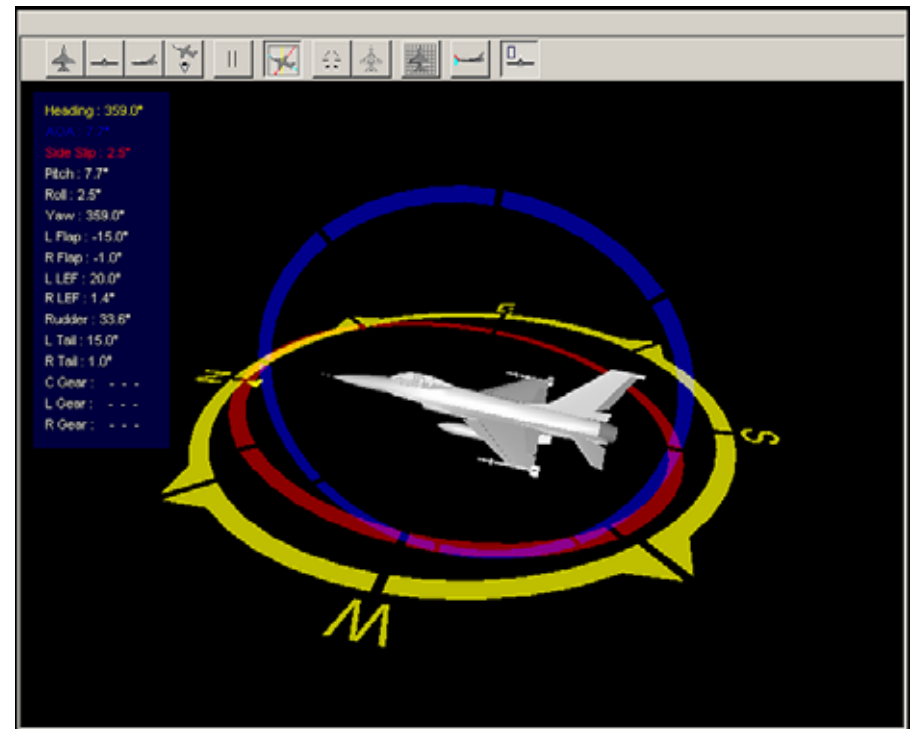 Heading : 359.0°
AOA : 7.7°
Side Slip : 2.5°
Pitch : 7.7°
Roll : 2.5°
Yaw : 359.0°
L Flap : -15.0°
R Flap : -1.0°
L LEF : 20.0°
R LEF : 1.4°
Rudder : 33.6°
L Tail : 15.0°
R Tail : 1.0°
C Gear : - - -
L Gear : - - -
R Gear : - - -
N
S
W